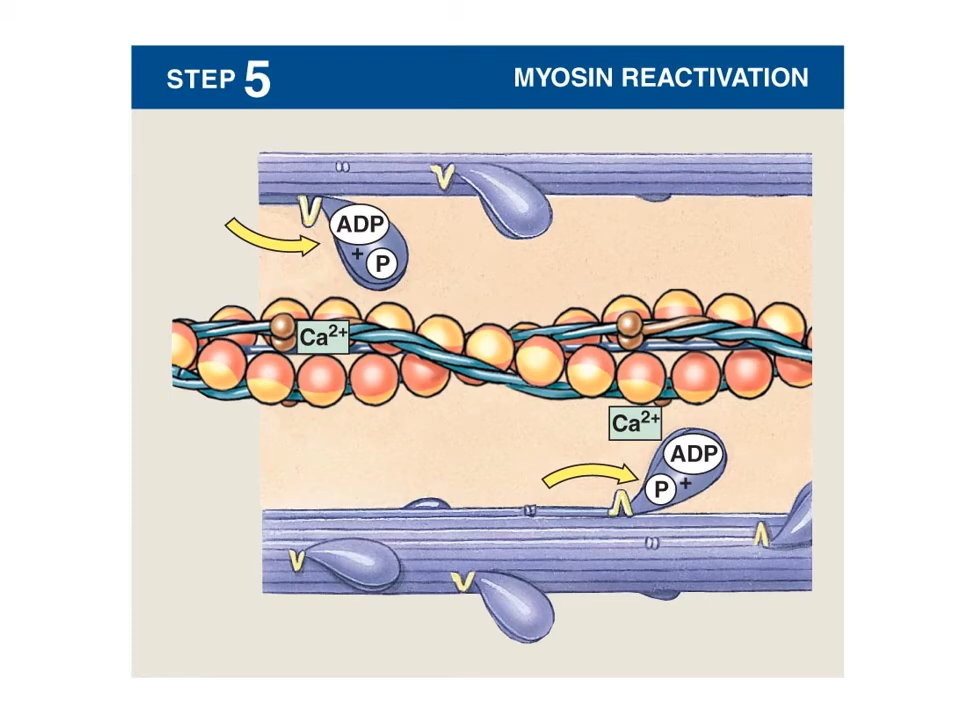 STEP 5
MYOSIN REACTIVATION
ADP
+ P
Ca2+
Ca2+
ADP
P +